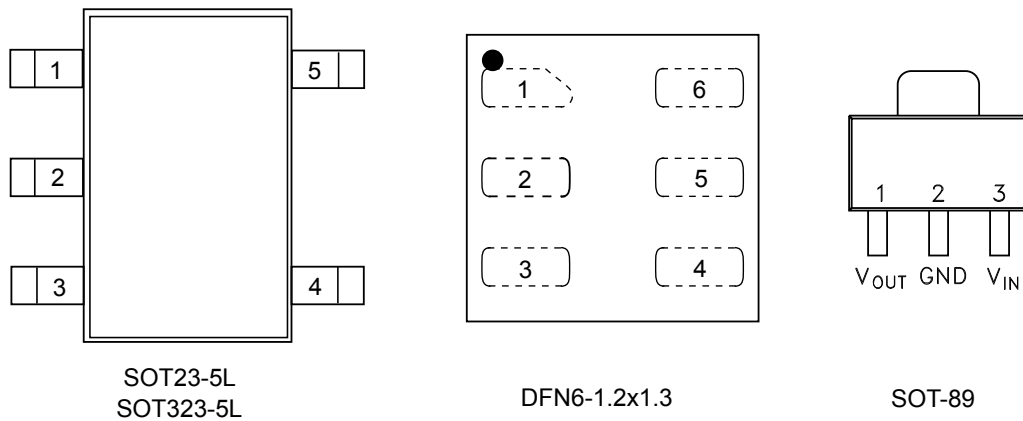 1
5
2
3
4
SOT23-5L
SOT323-5L
1
6
2
5
3
4
DFN6-1.2x1.3
1 2 3
VOUT GND VIN
SOT-89